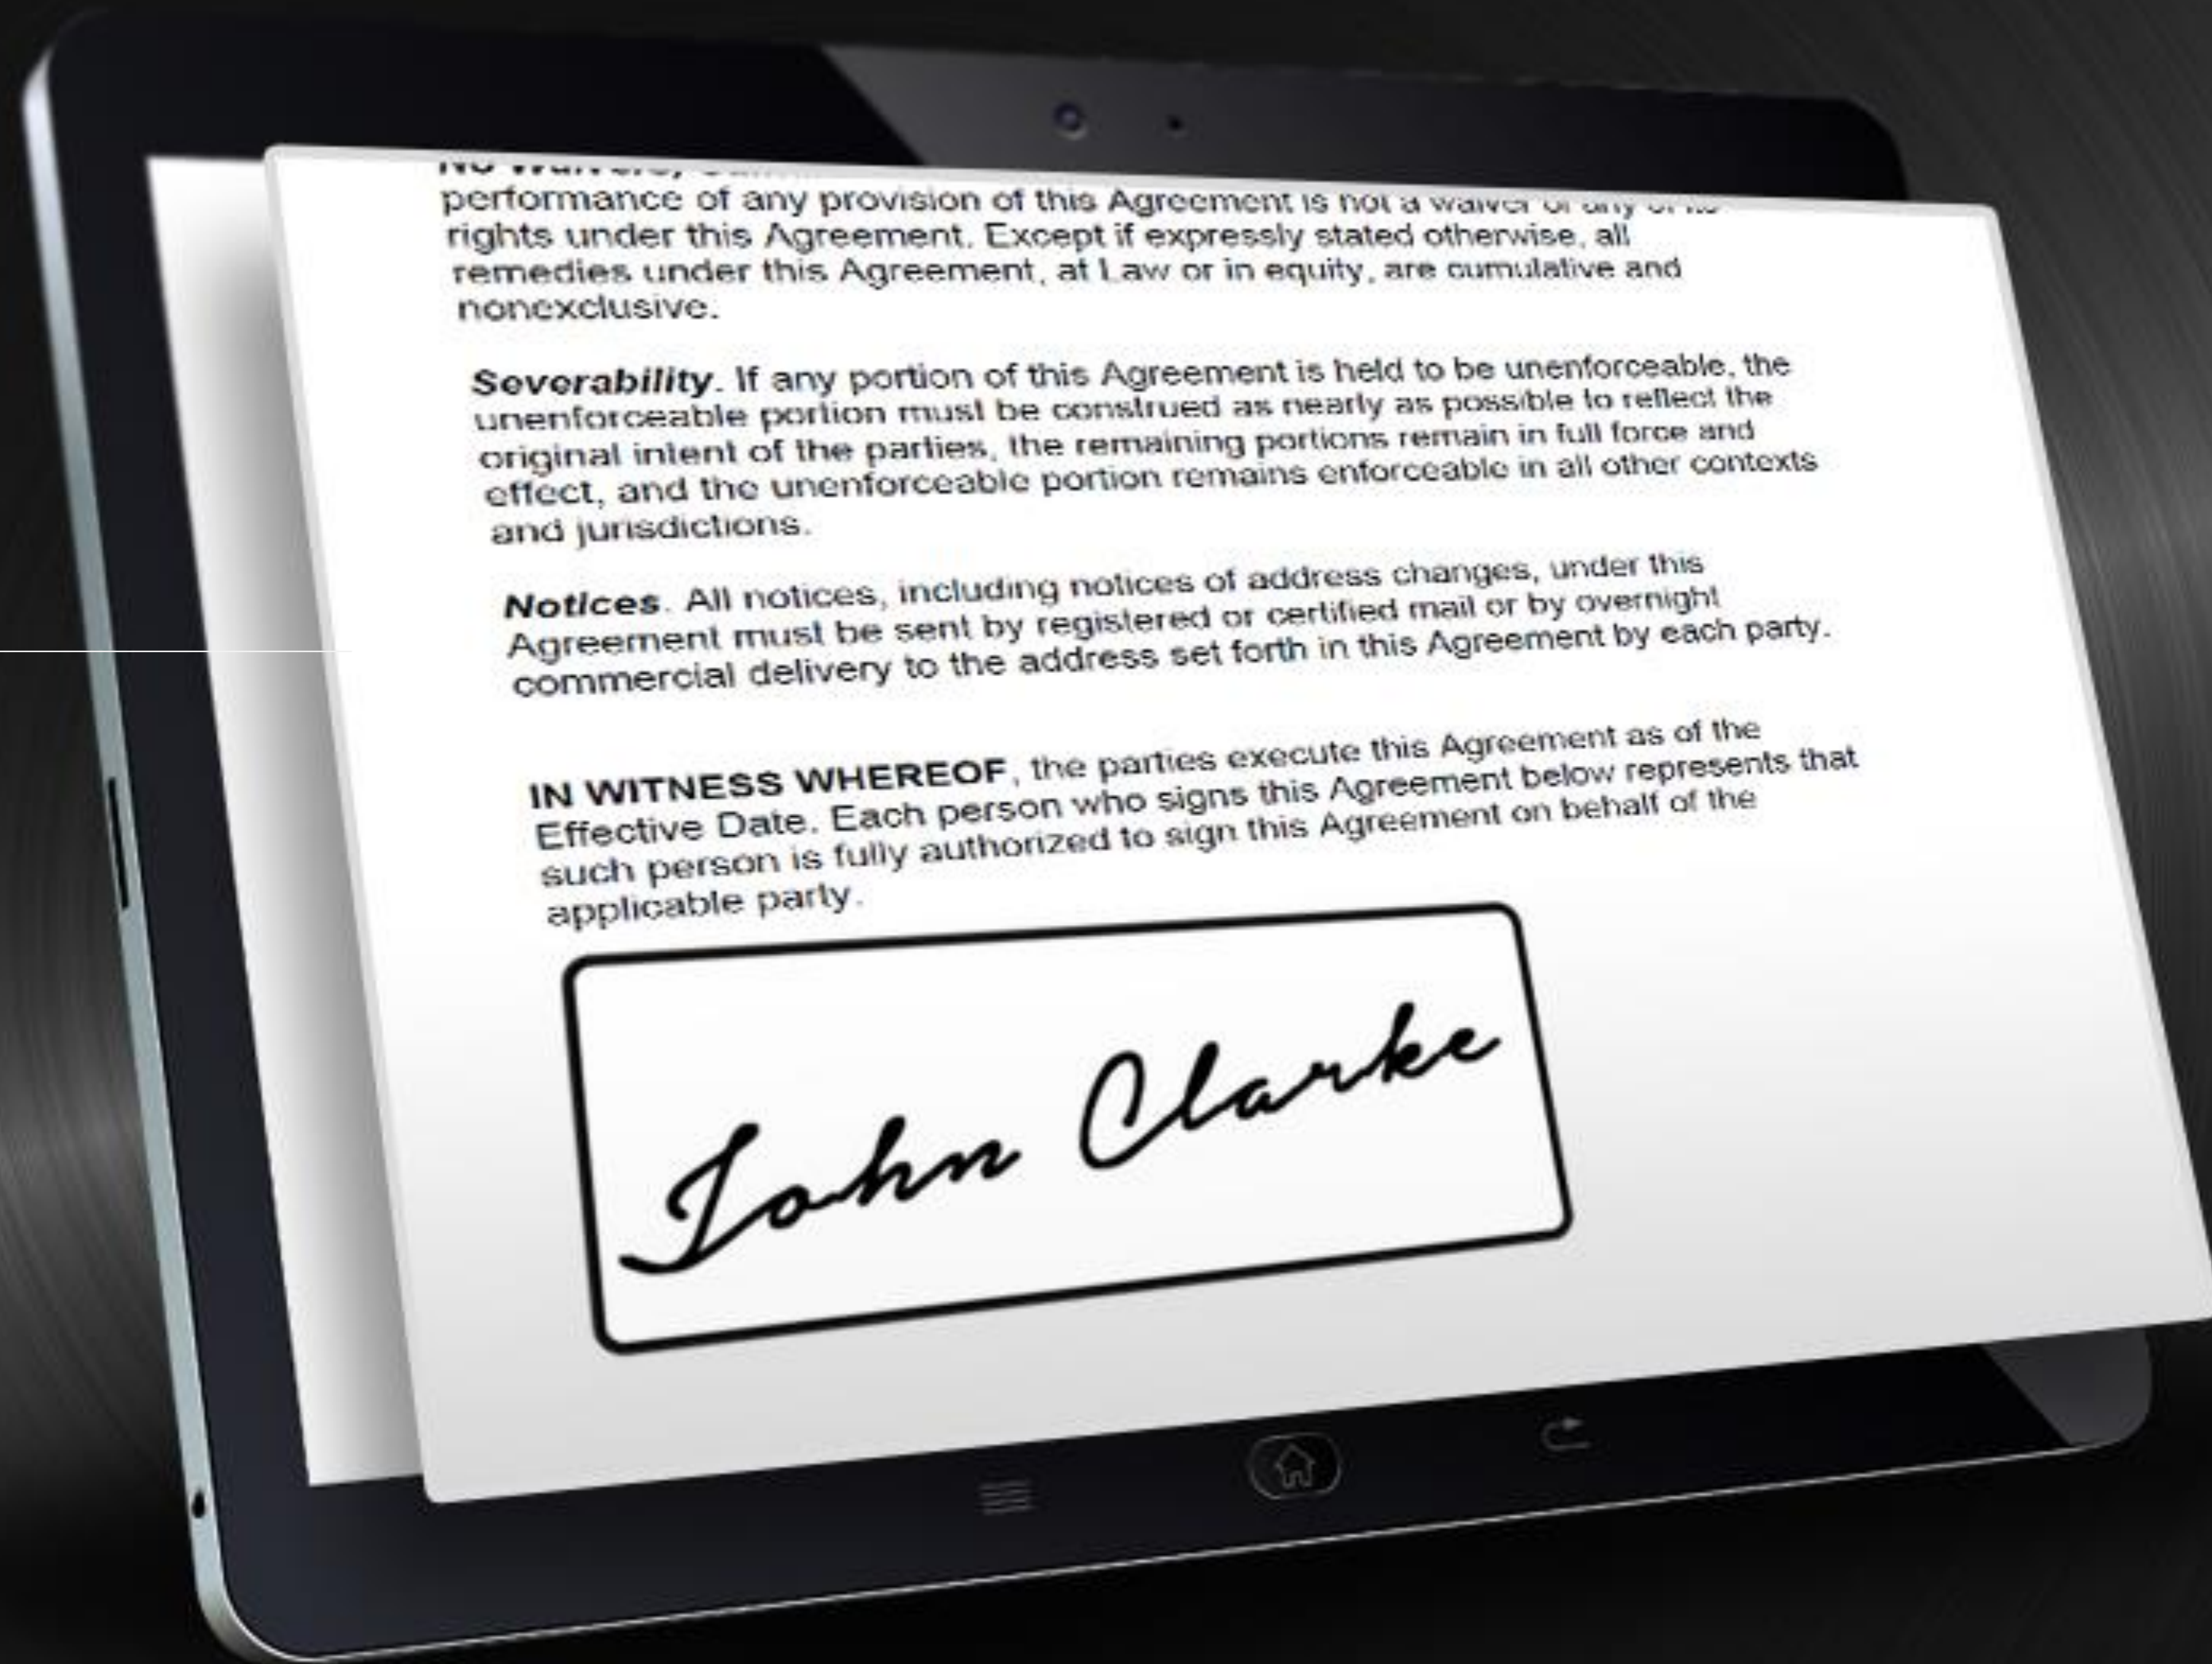 No Waivers,
performance of any provision of this Agreement is not a waiver of any of its
rights under this Agreement. Except if expressly stated otherwise, all
remedies under this Agreement, at Law or in equity, are cumulative and
nonexclusive.
Severability. If any portion of this Agreement is held to be unenforceable, the
unenforceable portion must be construed as nearly as possible to reflect the
original intent of the parties, the remaining portions remain in full force and
effect, and the unenforceable portion remains enforceable in all other contexts
and jurisdictions.
Notices. All notices, including notices of address changes, under this
Agreement must be sent by registered or certified mail or by overnight
commercial delivery to the address set forth in this Agreement by each party.
IN WITNESS WHEREOF, the parties execute this Agreement as of the
Effective Date. Each person who signs this Agreement below represents that
such person is fully authorized to sign this Agreement on behalf of the
applicable party.
John Clarke